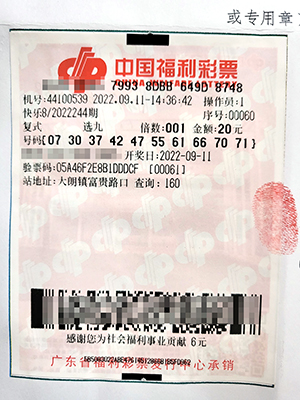 或专用章
中国福利彩票
7993 8DBB 649D 8748
机号:44100539 2022.09.11-14:36:42 操作员:1
快乐8/2022244期 序号:00060
复式 选九 倍数:001 金额:20元
号码{07 30 37 42 47 55 61 66 70 71}
开奖日:2022-09-11
验票码:05A46F2E8B1DDDCF [00061]
站地址:大朗镇富贵路口 查询:160
感谢您为社会福利事业贡献 6元
广东省福利彩票发行中心承销